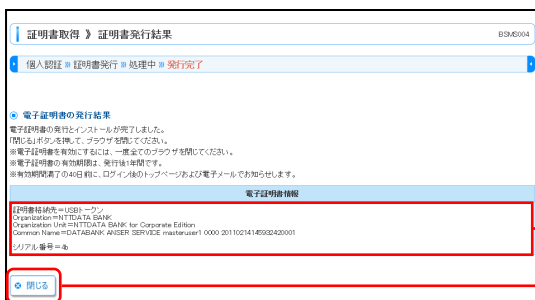 証明書取得 》 証明書発行結果
BSMS004
個人認証 » 証明書発行 » 処理中 » 発行完了
電子証明書の発行結果
電子証明書の発行とインストールが完了しました。
「閉じる」ボタンを押して、ブラウザを閉じてください。
※電子証明書を有効にするには、一度全てのブラウザを閉じてください。
※電子証明書の有効期限は、発行後1年間です。
※有効期間満了の40日前に、ログイン後のトップページおよび電子メールでお知らせします。
電子証明書情報
証明書格納先=USBトークン
Organization=NTTDATA BANK
Organization Unit=NTTDATA BANK for Corporate Edition
Common Name=DATABANK ANSER SERVICE masteruser1 0000 20110214145932420001
シリアル番号=4b
閉じる